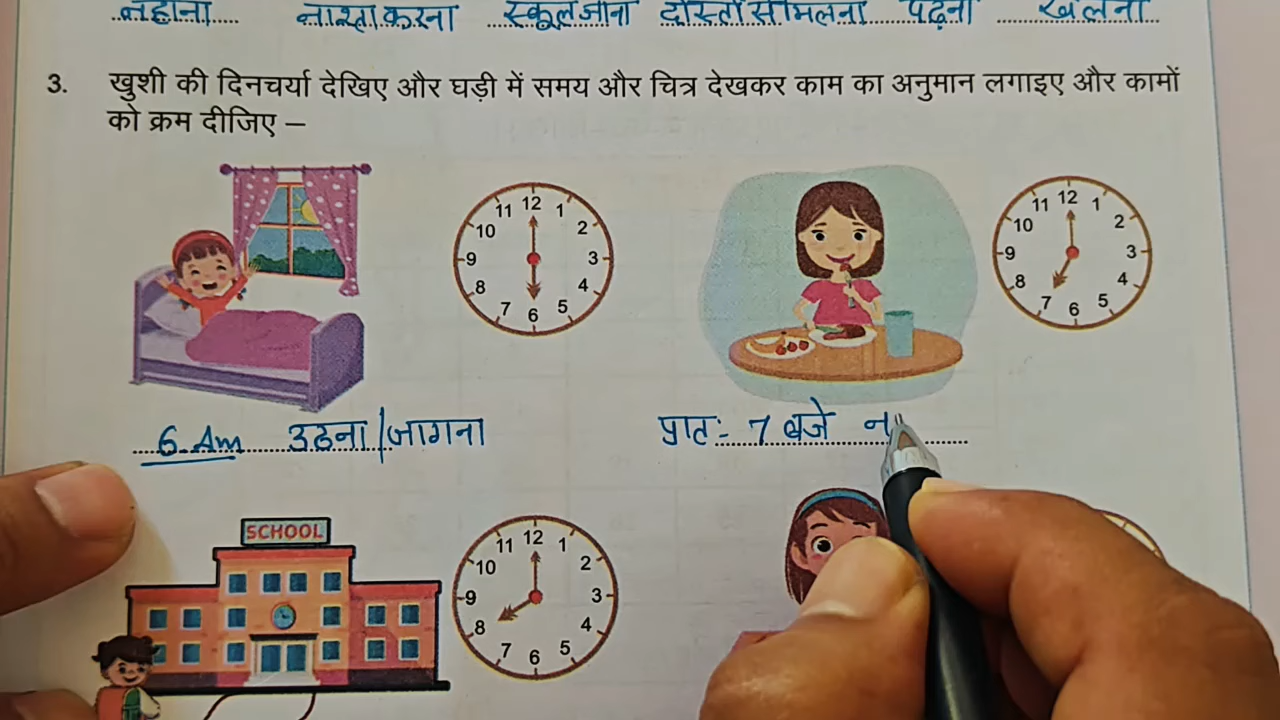 नहाना नाश्ता करना स्कूल जाना दोस्तों से मिलना पढ़ना खेलना
3. खुशी की दिनचर्या देखिए और घड़ी में समय और चित्र देखकर काम का अनुमान लगाइए और कामों
को क्रम दीजिए –
12 1 2 3 4 5 6 7 8 9 10 11
12 1 2 3 4 5 6 7 8 9 10 11
6 Am उठना/जागना
प्रातः- 7 बजे न
SCHOOL
12 1 2 3 4 5 6 7 8 9 10 11